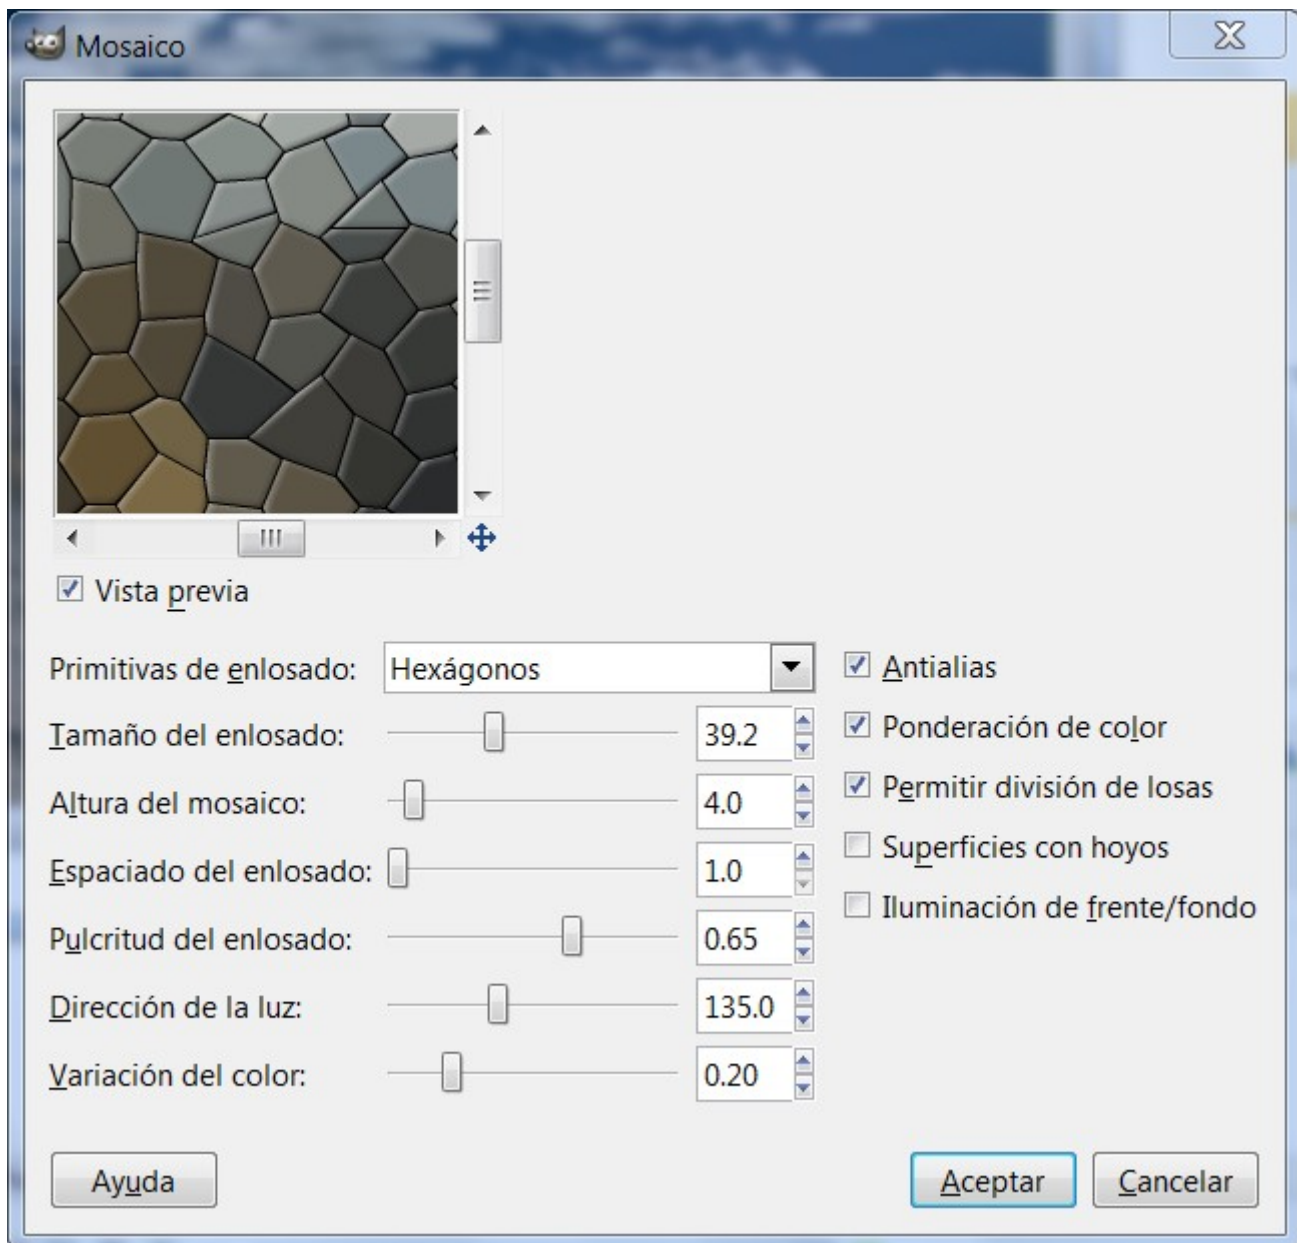 Mosaico
Vista previa
Primitivas de enlosado: Hexágonos
Tamaño del enlosado: 39.2
Altura del mosaico: 4.0
Espaciado del enlosado: 1.0
Pulcritud del enlosado: 0.65
Dirección de la luz: 135.0
Variación del color: 0.20
Antialias
Ponderación de color
Permitir división de losas
Superficies con hoyos
Iluminación de frente/fondo
Ayuda
Aceptar
Cancelar